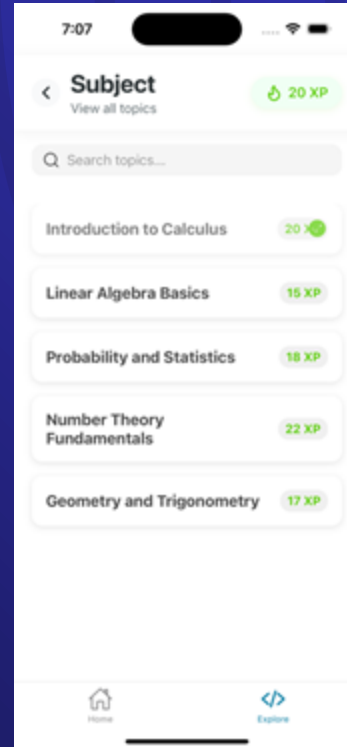 7:07
Subject
View all topics
20 XP
Search topics...
Introduction to Calculus
20
Linear Algebra Basics
15 XP
Probability and Statistics
18 XP
Number Theory
Fundamentals
22 XP
Geometry and Trigonometry
17 XP
Home
Explore